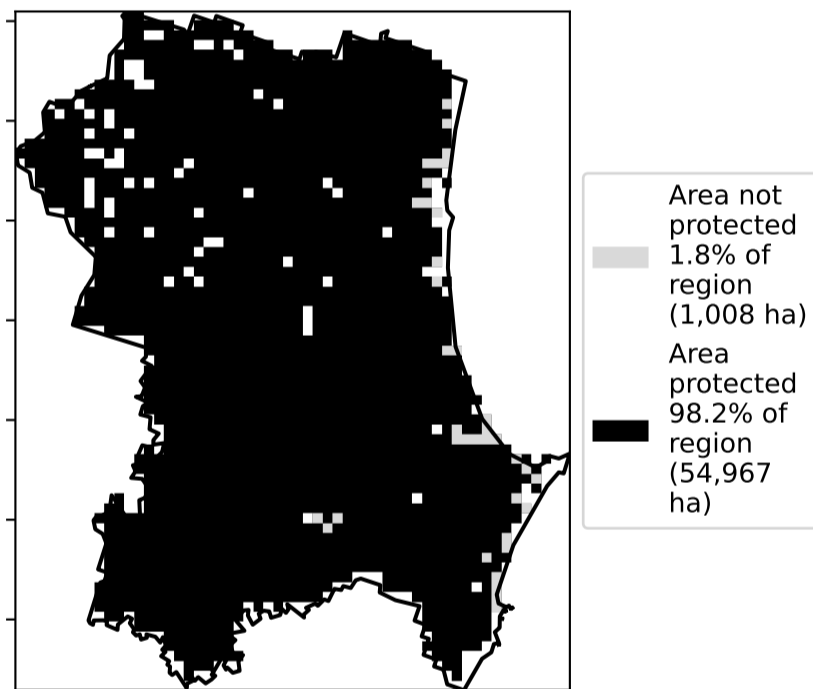 Area not
protected
1.8% of
region
(1,008 ha)
Area
protected
98.2% of
region
(54,967
ha)